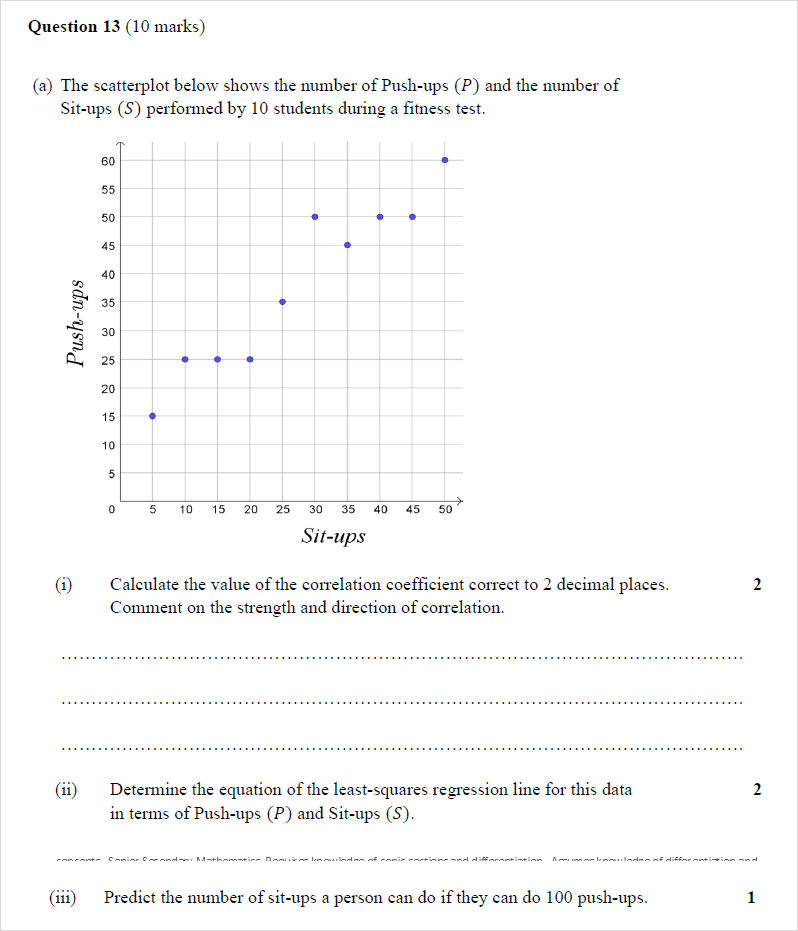 Question 13 (10 marks)
(a) The scatterplot below shows the number of Push-ups (P) and the number of
Sit-ups (S) performed by 10 students during a fitness test.
60
55
50
45
40
35
30
25
20
15
10
5
Push-ups
0 5 10 15 20 25 30 35 40 45 50
Sit-ups
(i) Calculate the value of the correlation coefficient correct to 2 decimal places. 2
Comment on the strength and direction of correlation.
(ii) Determine the equation of the least-squares regression line for this data 2
in terms of Push-ups (P) and Sit-ups (S).
(iii) Predict the number of sit-ups a person can do if they can do 100 push-ups. 1